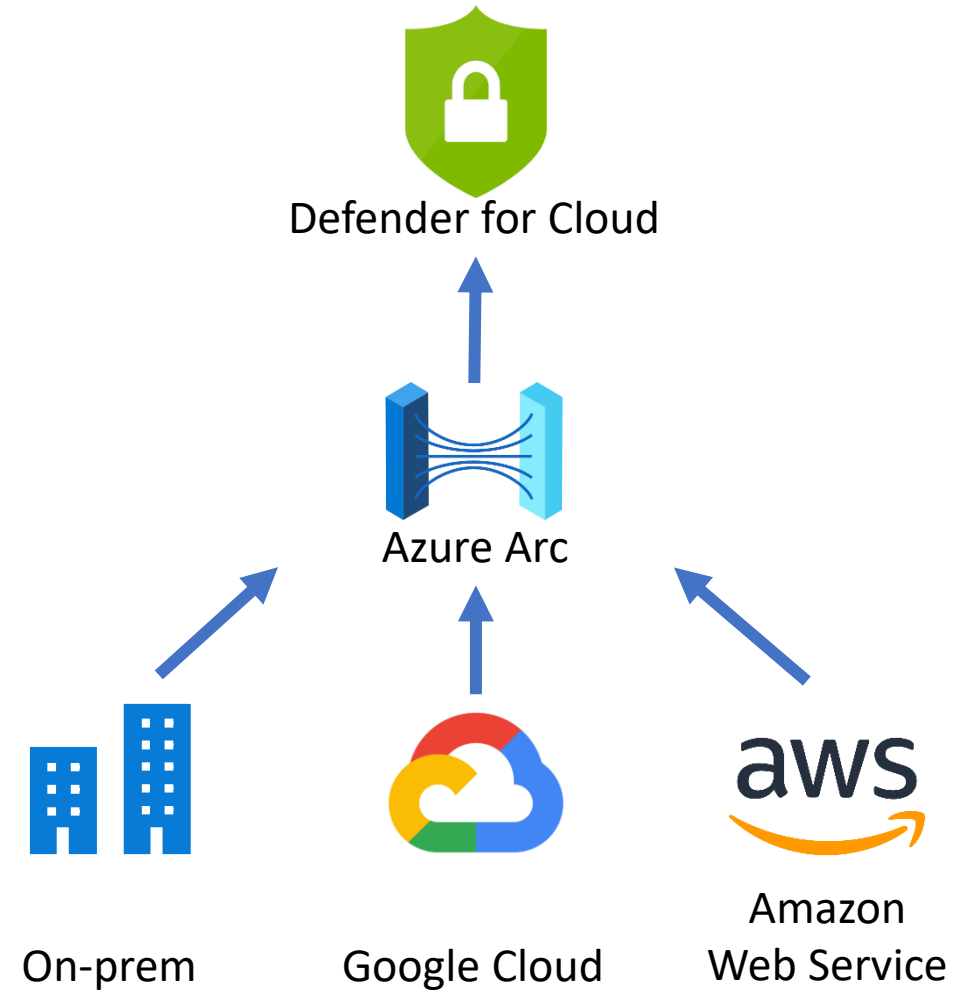 Defender for Cloud
Azure Arc
aws
On-prem
Google Cloud
Amazon
Web Service